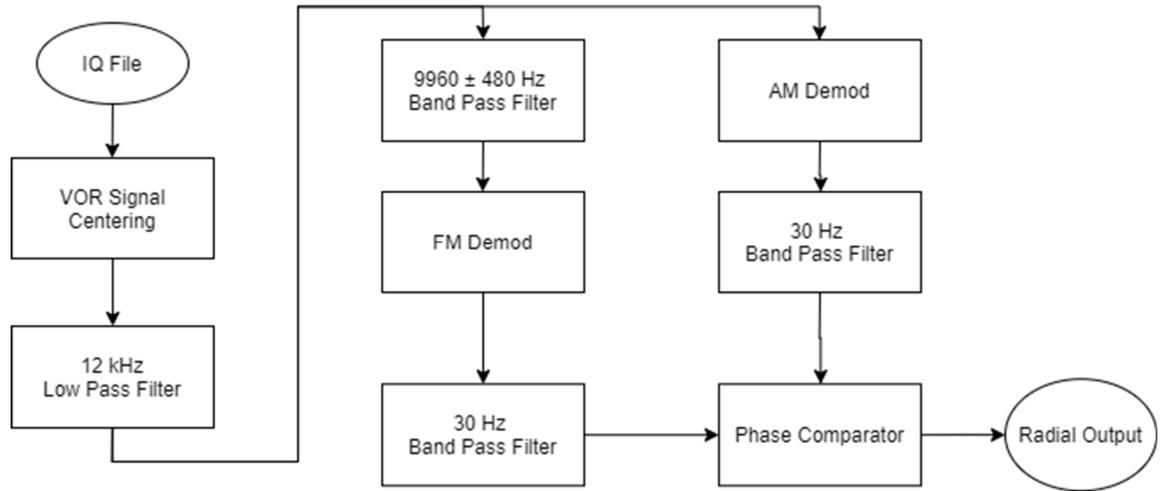 IQ File
VOR Signal
Centering
12 kHz
Low Pass Filter
9960 ± 480 Hz
Band Pass Filter
FM Demod
30 Hz
Band Pass Filter
AM Demod
30 Hz
Band Pass Filter
Phase Comparator
Radial Output